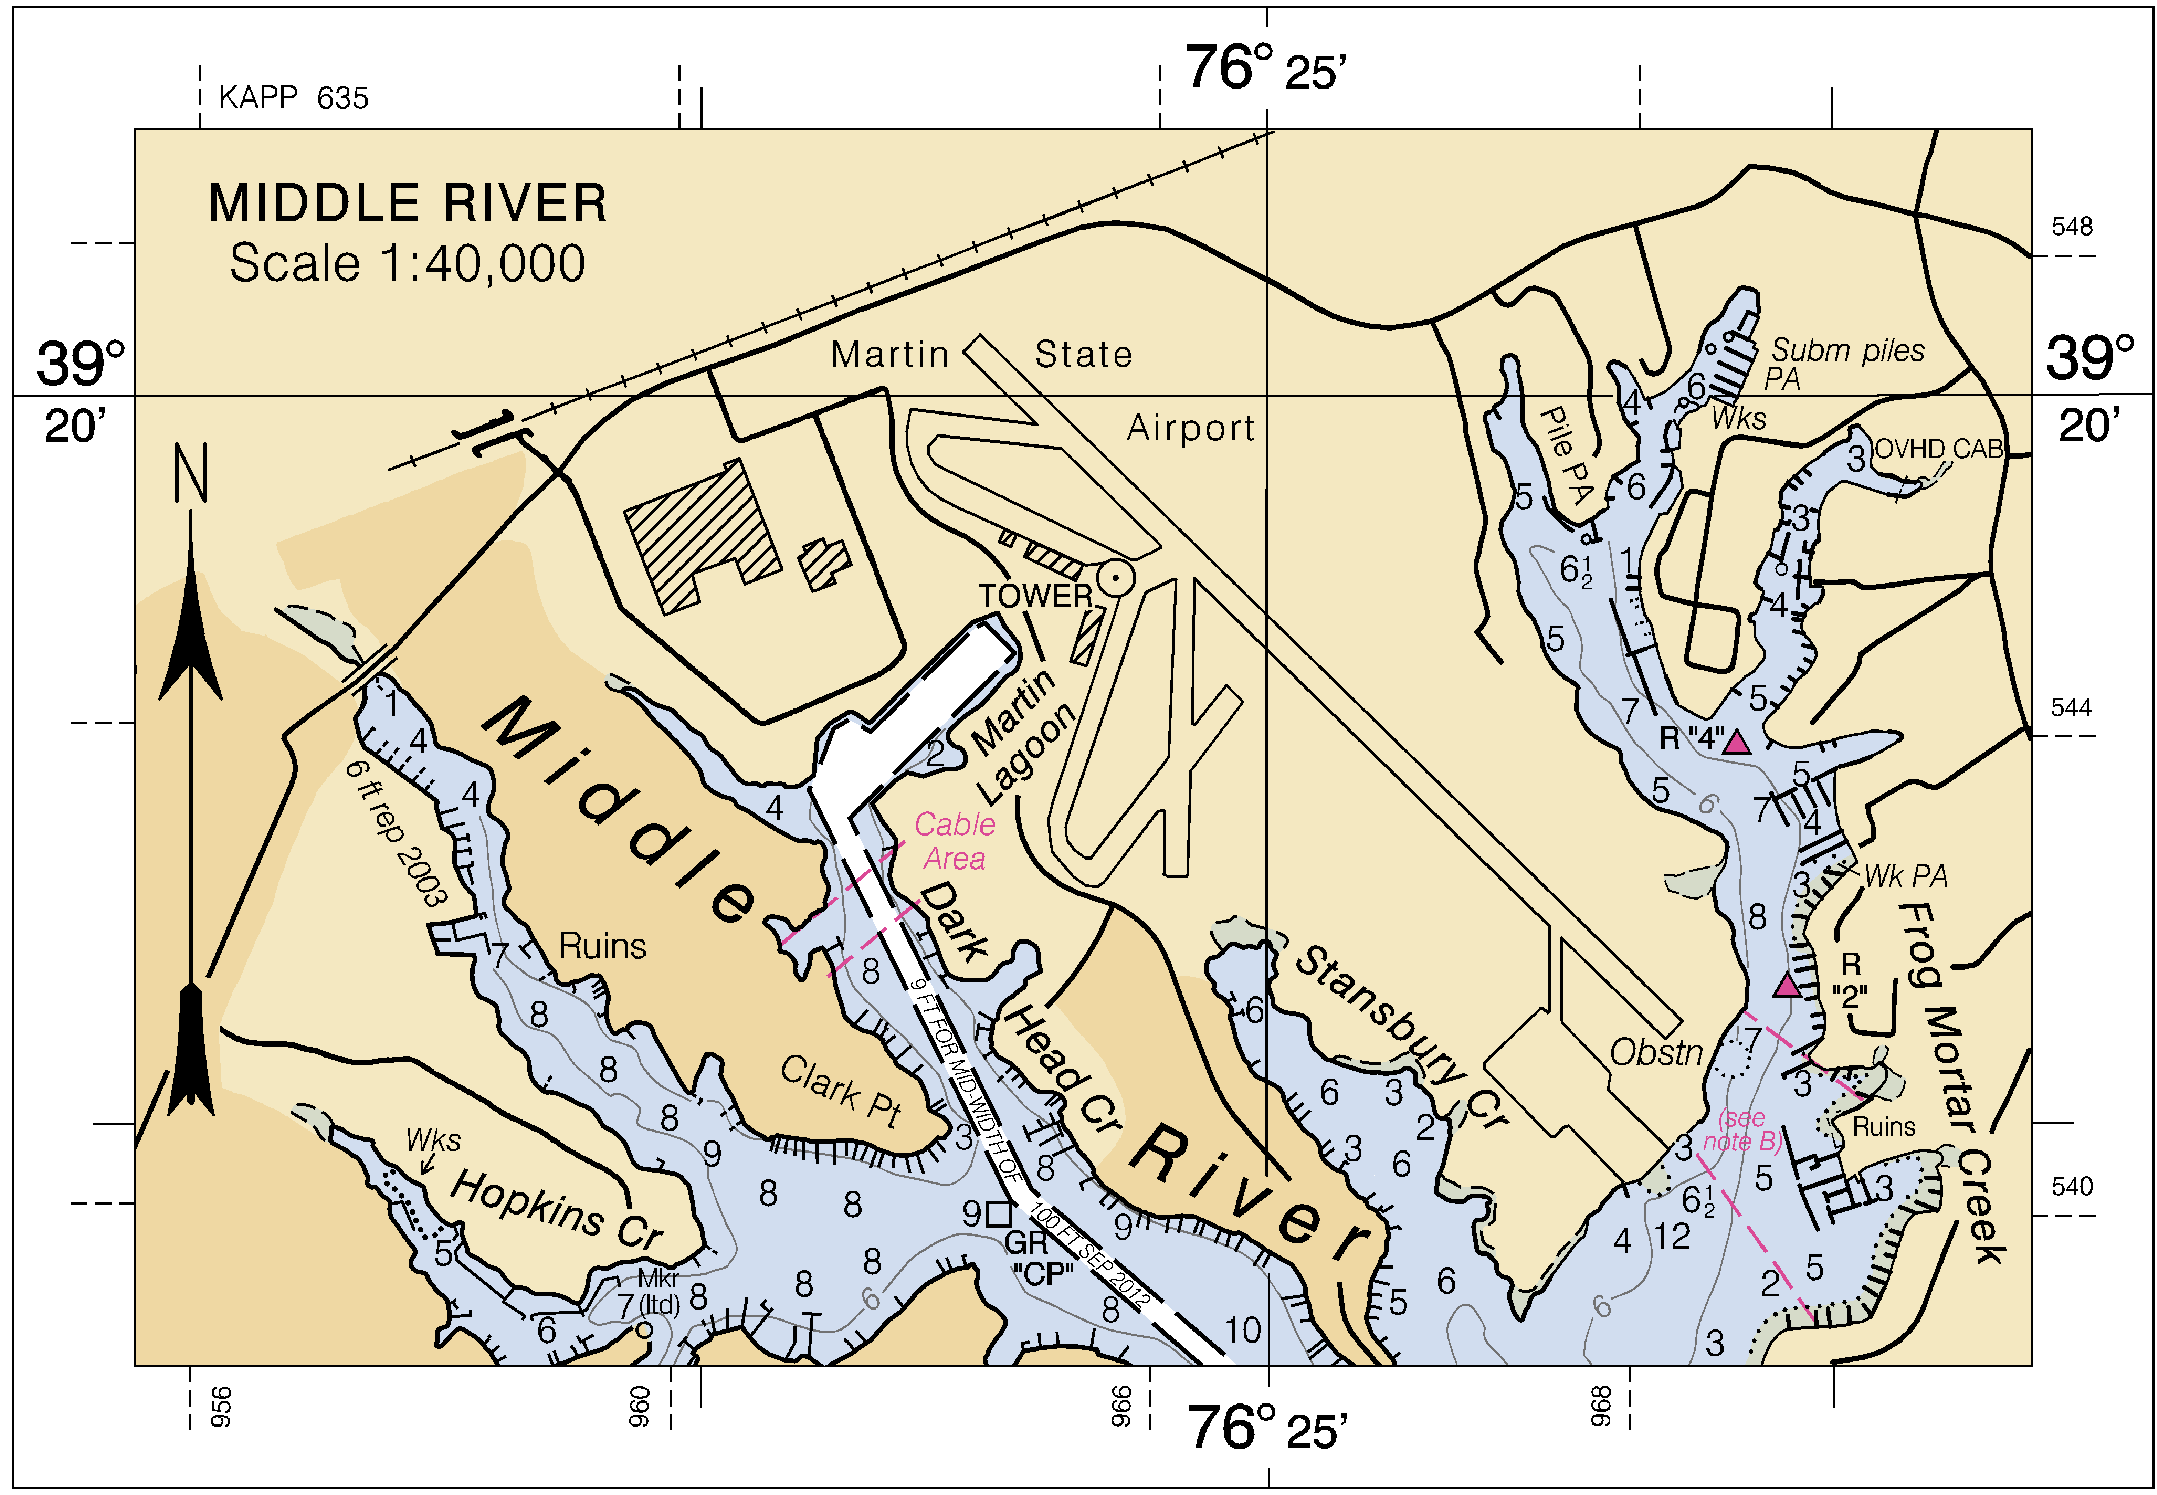 76° 25'
KAPP 635
MIDDLE RIVER
Scale 1:40,000
548
39°
20'
39°
20'
Martin State
Airport
Subm piles
PA
Wks
Pile PA
4
6
OVHD CAB
3
N
5
6
3
6 1/2
1
4
TOWER
5
Martin
Lagoon
544
1
4
4
6 ft rep 2003
Middle
2
4
Cable
Area
7
5
R "4"
5
5
6
7
4
Wk PA
3
8
Dark
Head Cr
Ruins
7
8
8
8
9
8
9 FT FOR MID-WIDTH OF
100 FT SEP 2012
Stansbury Cr
6
Frog Mortar Creek
R
"2"
7
Obstn
3
Clark Pt
3
6
3
2
3
6
(see
note B)
Ruins
3
5
3
6 1/2
4
12
River
540
Wks
Hopkins Cr
5
8
8
8
9
GR
"CP"
8
9
8
8
8
6
Mkr
7 (ltd)
6
10
5
6
6
2
5
3
956
960
966
968
76° 25'